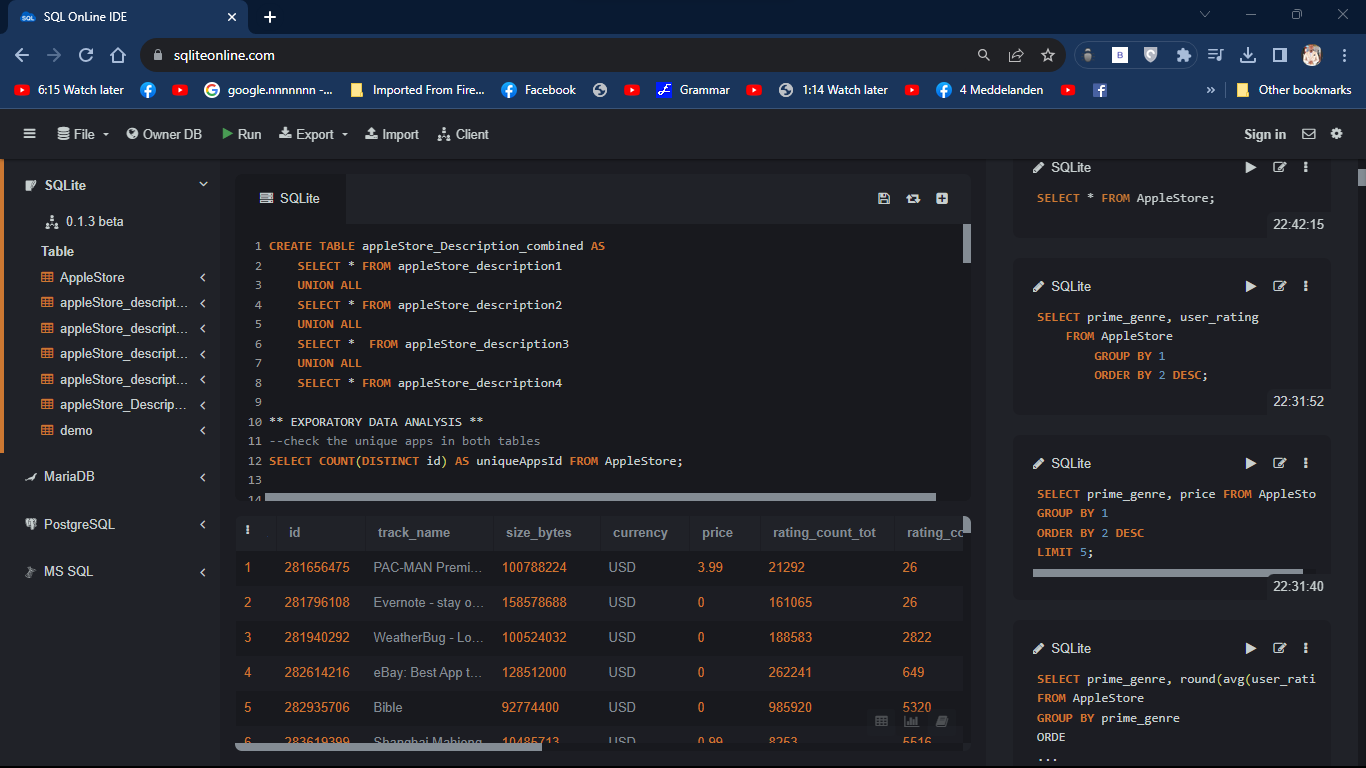 SQL OnLine IDE
sqliteonline.com
6:15 Watch later
google.nnnnnnn -...
Imported From Fire...
Facebook
Grammar
1:14 Watch later
4 Meddelanden
»
Other bookmarks
File
Owner DB
Run
Export
Import
Client
Sign in
SQLite
0.1.3 beta
Table
AppleStore
appleStore_descript...
appleStore_descript...
appleStore_descript...
appleStore_descript...
appleStore_Descrip...
demo
MariaDB
PostgreSQL
MS SQL
SQLite
1 CREATE TABLE appleStore_Description_combined AS
2 SELECT * FROM appleStore_description1
3 UNION ALL
4 SELECT * FROM appleStore_description2
5 UNION ALL
6 SELECT *  FROM appleStore_description3
7 UNION ALL
8 SELECT * FROM appleStore_description4
9
10 ** EXPORATORY DATA ANALYSIS **
11 --check the unique apps in both tables
12 SELECT COUNT(DISTINCT id) AS uniqueAppsId FROM AppleStore;
13
14
id track_name size_bytes currency price rating_count_tot rating_cc
1 281656475 PAC-MAN Premi... 100788224 USD 3.99 21292 26
2 281796108 Evernote - stay o... 158578688 USD 0 161065 26
3 281940292 WeatherBug - Lo... 100524032 USD 0 188583 2822
4 282614216 eBay: Best App t... 128512000 USD 0 262241 649
5 282935706 Bible 92774400 USD 0 985920 5320
6 283619399 Shanghai Mahjong 10485713 USD 0.99 8253 5516
SQLite
SELECT * FROM AppleStore;
22:42:15
SQLite
SELECT prime_genre, user_rating
FROM AppleStore
GROUP BY 1
ORDER BY 2 DESC;
22:31:52
SQLite
SELECT prime_genre, price FROM AppleSto
GROUP BY 1
ORDER BY 2 DESC
LIMIT 5;
22:31:40
SQLite
SELECT prime_genre, round(avg(user_rati
FROM AppleStore
GROUP BY prime_genre
ORDE
...